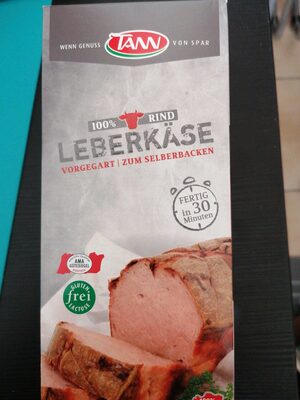 WENN GENUSS TANN VON SPAR
100% RIND
LEBERKÄSE
VORGEGART | ZUM SELBERBACKEN
FERTIG
in 30
Minuten
AMA
GÜTESIEGEL
GLUTEN
frei
LACTOSE
100%